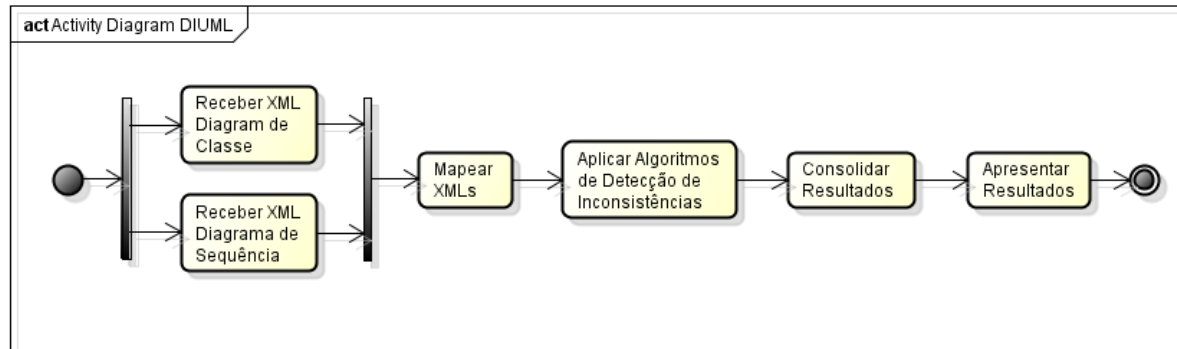 act Activity Diagram DIUML
Receber XML
Diagram de
Classe
Receber XML
Diagrama de
Sequência
Mapear
XMLs
Aplicar Algoritmos
de Detecção de
Inconsistências
Consolidar
Resultados
Apresentar
Resultados